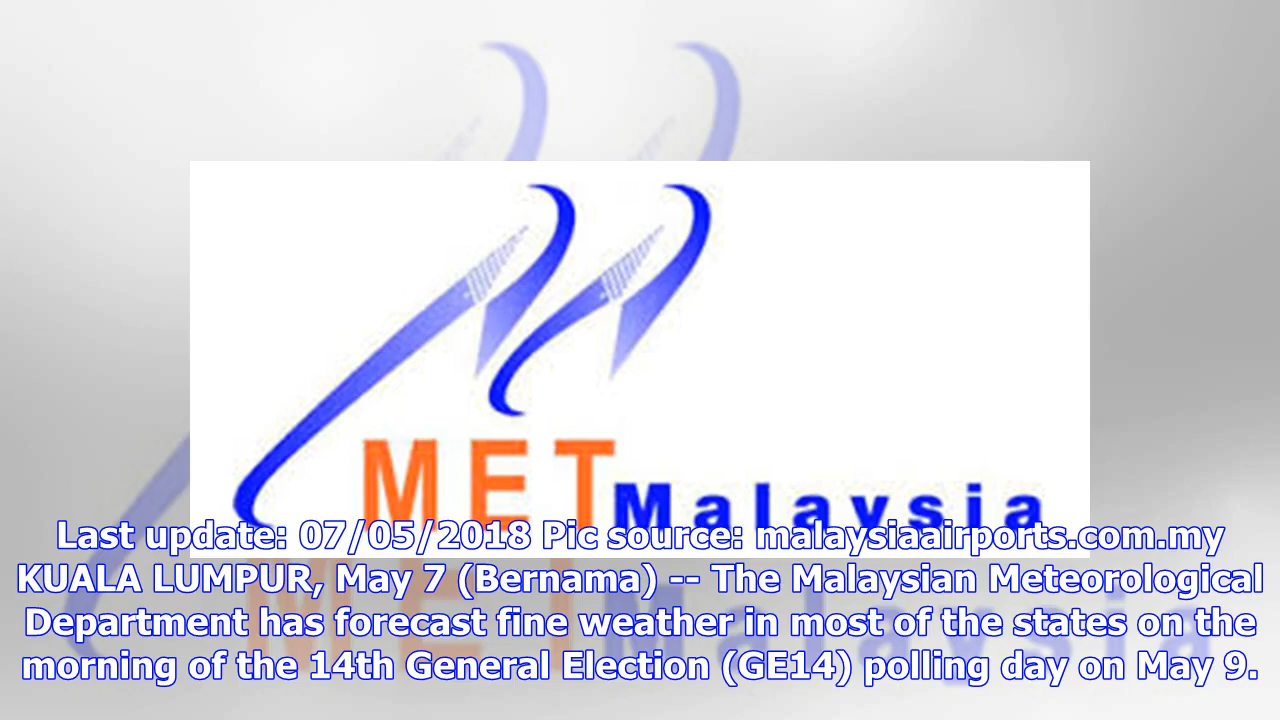 MET Malaysia
Last update: 07/05/2018 Pic source: malaysiaairports.com.my
KUALA LUMPUR, May 7 (Bernama) -- The Malaysian Meteorological
Department has forecast fine weather in most of the states on the
morning of the 14th General Election (GE14) polling day on May 9.